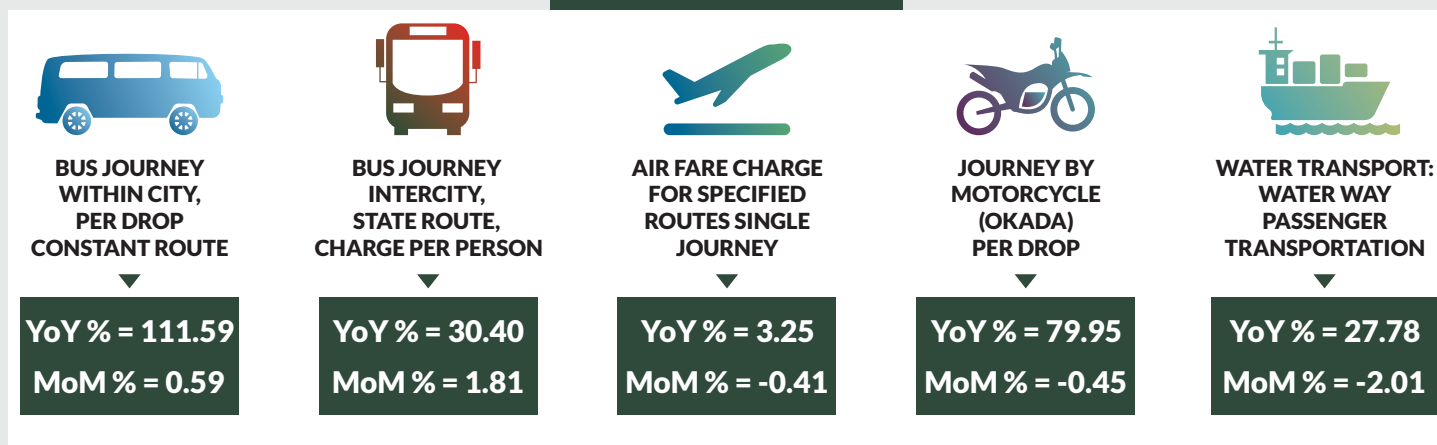 BUS JOURNEY
WITHIN CITY,
PER DROP
CONSTANT ROUTE
YoY % = 111.59
MoM % = 0.59
BUS JOURNEY
INTERCITY,
STATE ROUTE,
CHARGE PER PERSON
YoY % = 30.40
MoM % = 1.81
AIR FARE CHARGE
FOR SPECIFIED
ROUTES SINGLE
JOURNEY
YoY % = 3.25
MoM % = -0.41
JOURNEY BY
MOTORCYCLE
(OKADA)
PER DROP
YoY % = 79.95
MoM % = -0.45
WATER TRANSPORT:
WATER WAY
PASSENGER
TRANSPORTATION
YoY % = 27.78
MoM % = -2.01